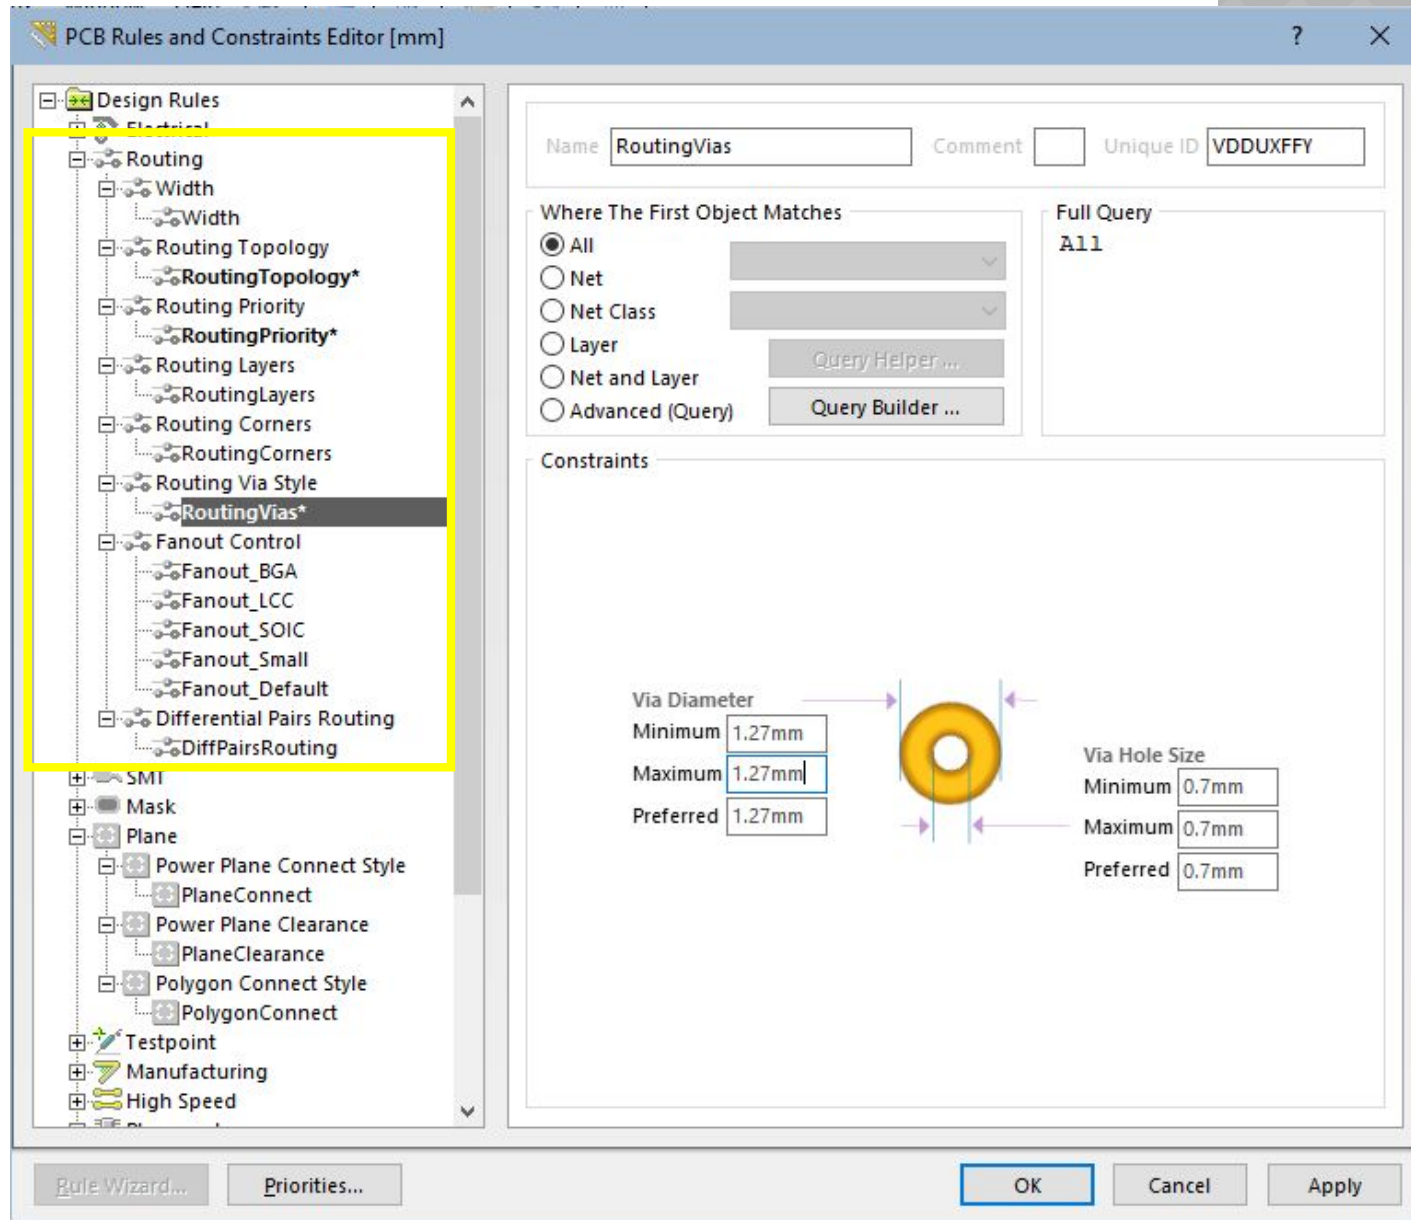 PCB Rules and Constraints Editor [mm]
?
Design Rules
Electrical
Routing
Width
Width
Routing Topology
RoutingTopology*
Routing Priority
RoutingPriority*
Routing Layers
RoutingLayers
Routing Corners
RoutingCorners
Routing Via Style
RoutingVias*
Fanout Control
Fanout_BGA
Fanout_LCC
Fanout_SOIC
Fanout_Small
Fanout_Default
Differential Pairs Routing
DiffPairsRouting
SMT
Mask
Plane
Power Plane Connect Style
PlaneConnect
Power Plane Clearance
PlaneClearance
Polygon Connect Style
PolygonConnect
Testpoint
Manufacturing
High Speed
Name RoutingVias Comment Unique ID VDDUXFFY
Where The First Object Matches
All
Net
Net Class
Layer
Net and Layer
Advanced (Query)
Query Helper ...
Query Builder ...
Full Query
All
Constraints
Via Diameter
Minimum 1.27mm
Maximum 1.27mm
Preferred 1.27mm
Via Hole Size
Minimum 0.7mm
Maximum 0.7mm
Preferred 0.7mm
Rule Wizard... Priorities... OK Cancel Apply